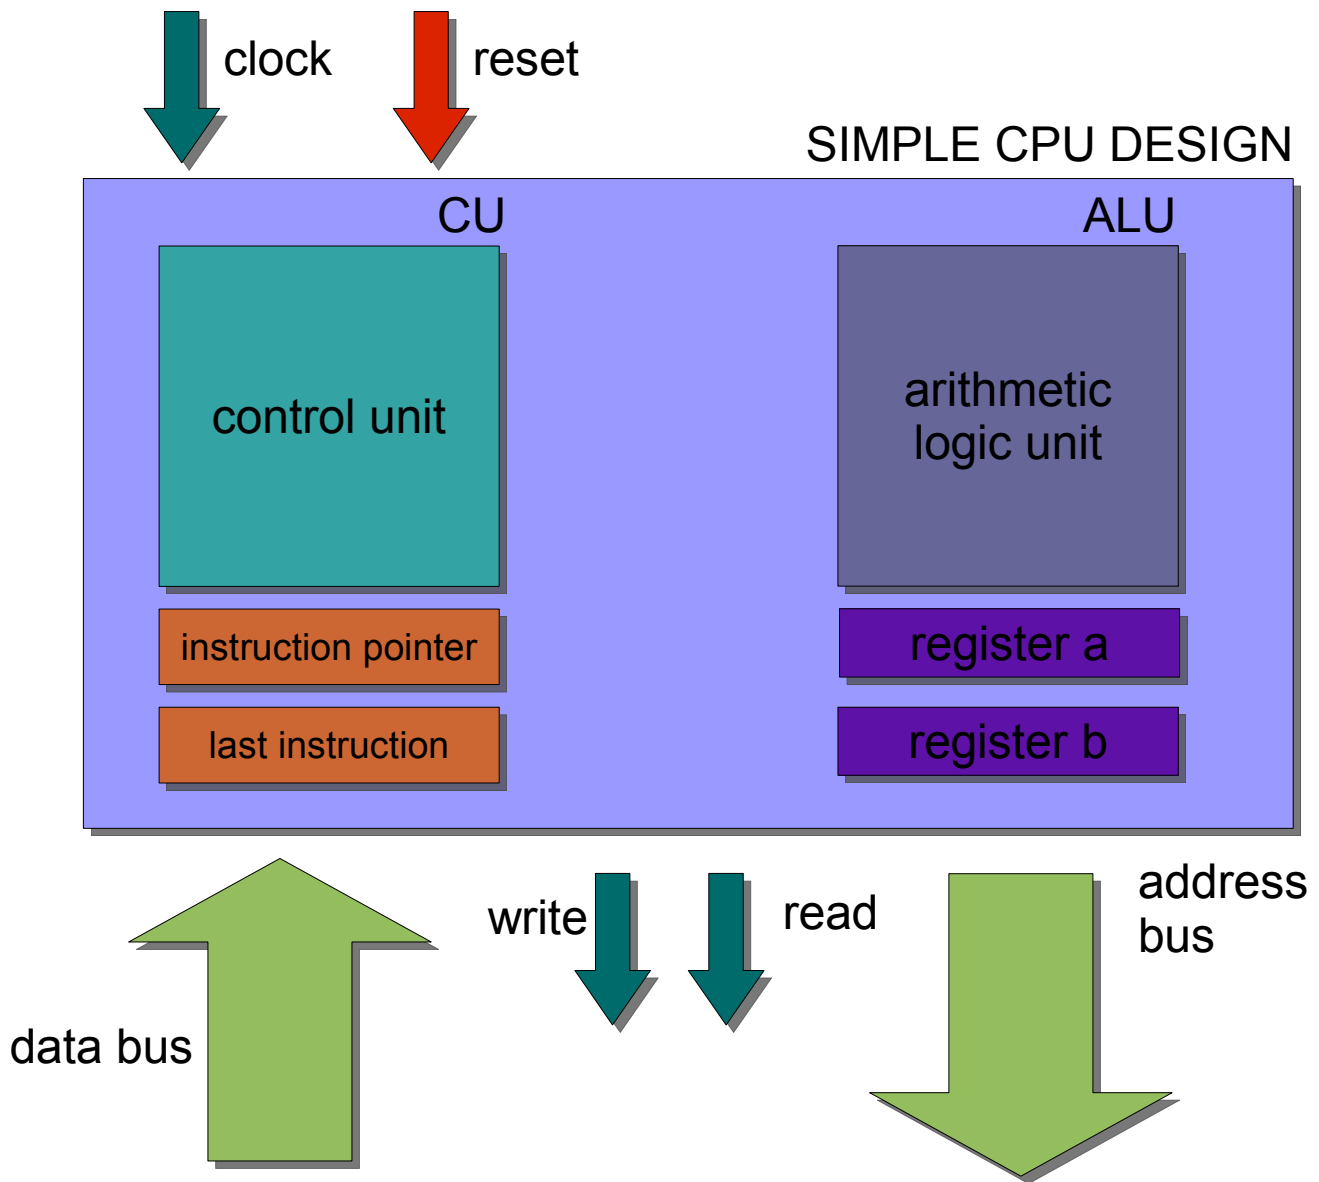 clock
reset
SIMPLE CPU DESIGN
CU
ALU
control unit
arithmetic
logic unit
instruction pointer
register a
last instruction
register b
address
bus
write
read
data bus